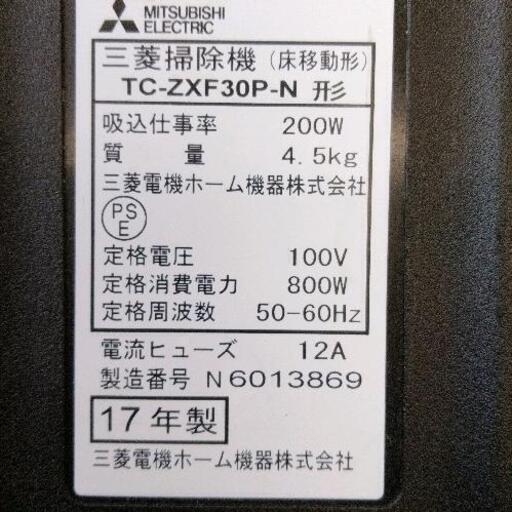 MITSUBISHI
ELECTRIC
三菱掃除機（床移動形）
TC-ZXF30P-N 形
吸込仕事率 200W
質 量 4.5kg
三菱電機ホーム機器株式会社
PS
E
定格電圧 100V
定格消費電力 800W
定格周波数 50-60Hz
電流ヒューズ 12A
製造番号 N6013869
17年製
三菱電機ホーム機器株式会社